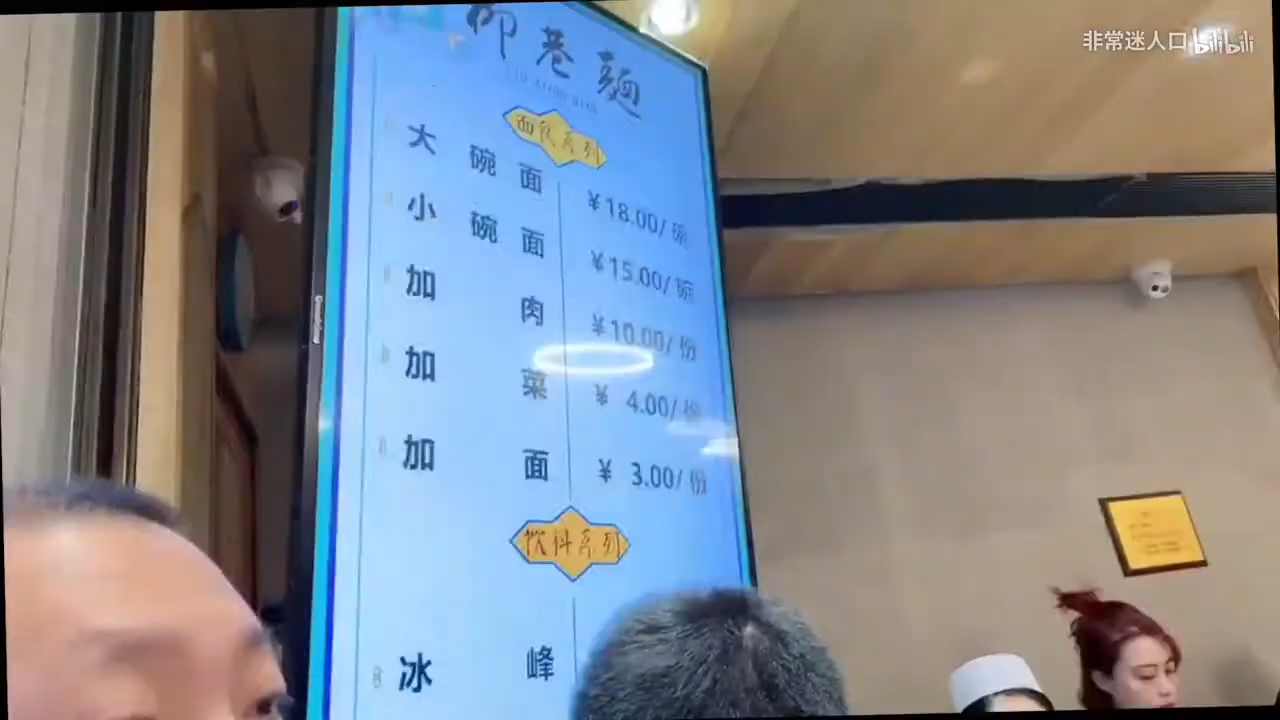 非常迷人口 bilibili
柳巷麵
LIU XIANG MIAN
面食系列
大碗面 ¥18.00/碗
小碗面 ¥15.00/碗
加肉 ¥10.00/份
加菜 ¥ 4.00/份
加面 ¥ 3.00/份
饮料系列
冰峰